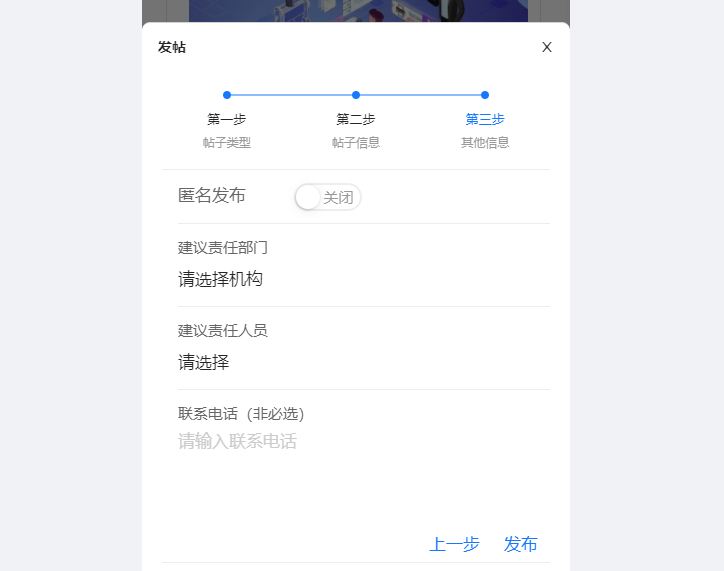 发帖
X
第一步
第二步
第三步
帖子类型
帖子信息
其他信息
匿名发布
关闭
建议责任部门
请选择机构
建议责任人员
请选择
联系电话（非必选）
请输入联系电话
上一步
发布